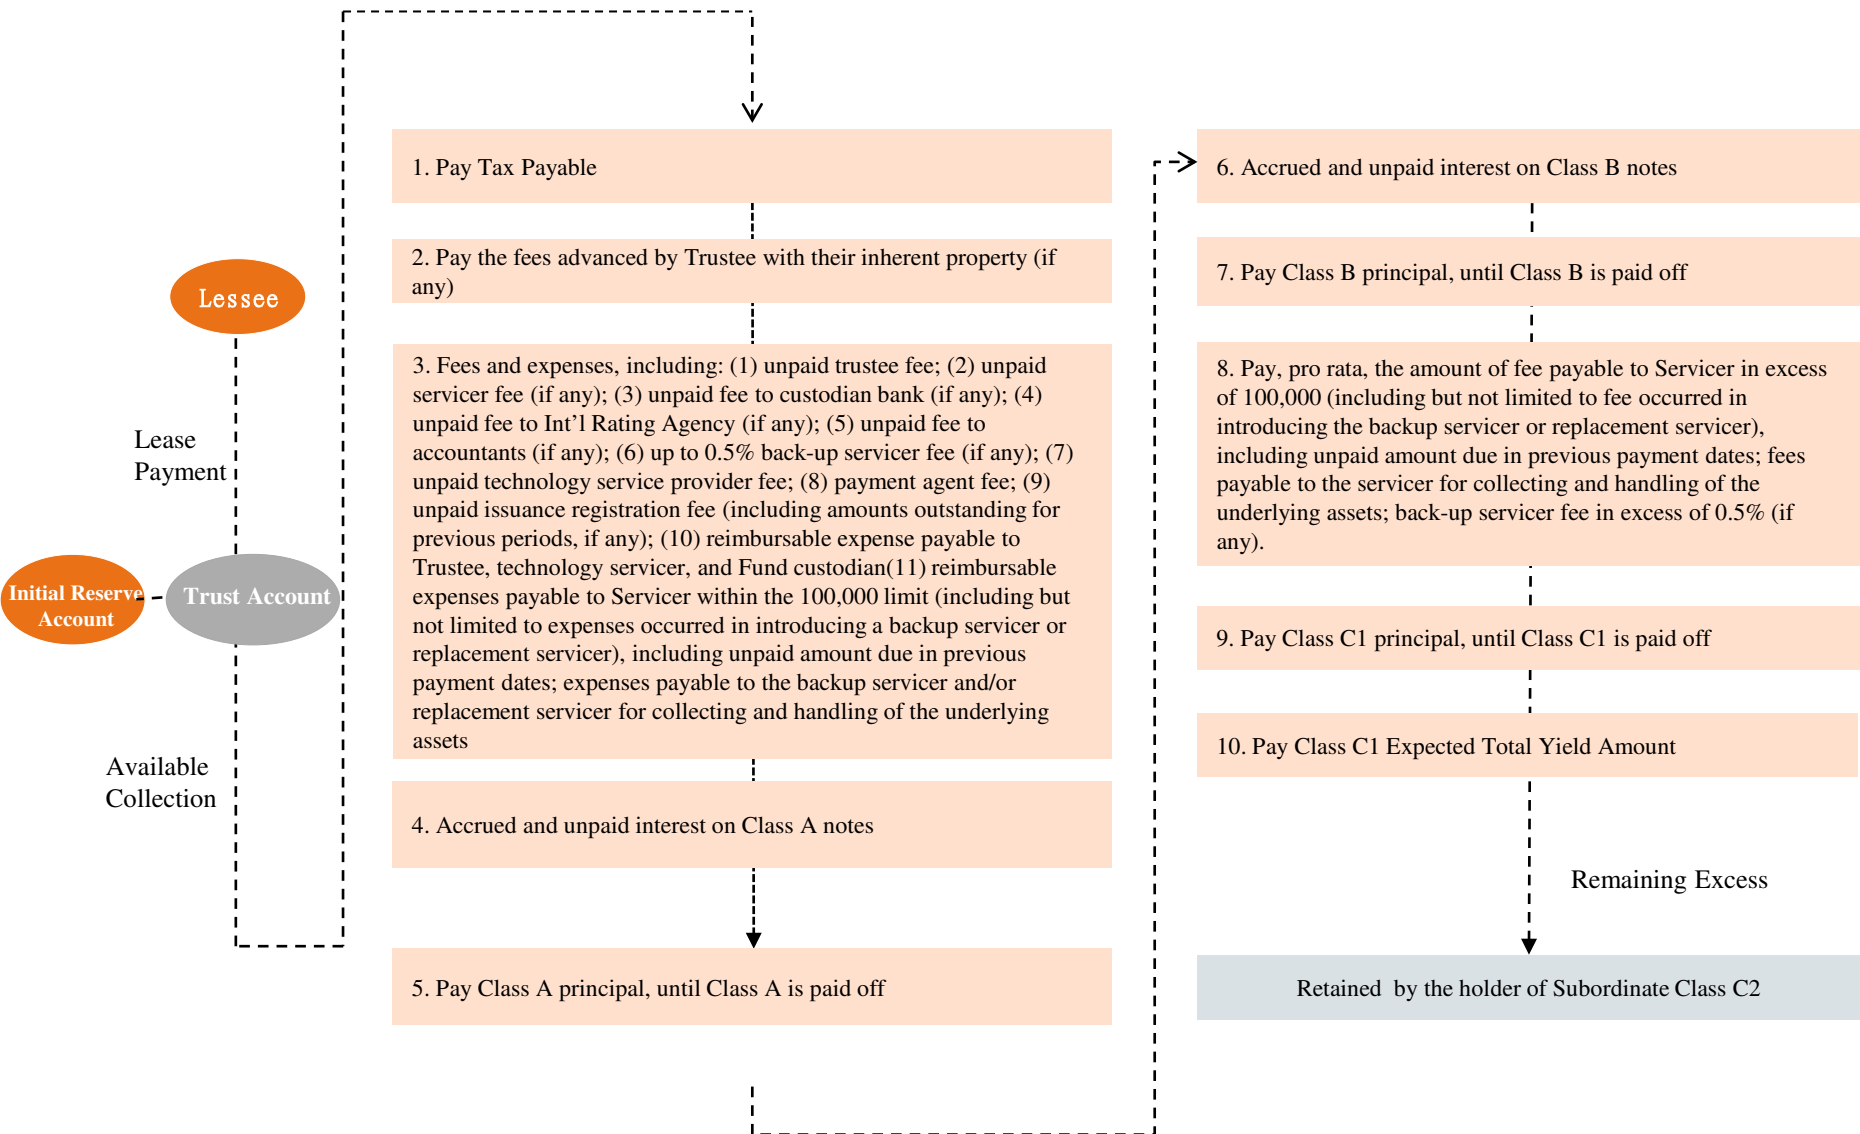 Lessee
Lease
Payment
Initial Reserve
Account
Trust Account
Available
Collection
1. Pay Tax Payable
2. Pay the fees advanced by Trustee with their inherent property (if
any)
3. Fees and expenses, including: (1) unpaid trustee fee; (2) unpaid
servicer fee (if any); (3) unpaid fee to custodian bank (if any); (4)
unpaid fee to Int’l Rating Agency (if any); (5) unpaid fee to
accountants (if any); (6) up to 0.5% back-up servicer fee (if any); (7)
unpaid technology service provider fee; (8) payment agent fee; (9)
unpaid issuance registration fee (including amounts outstanding for
previous periods, if any); (10) reimbursable expense payable to
Trustee, technology servicer, and Fund custodian(11) reimbursable
expenses payable to Servicer within the 100,000 limit (including but
not limited to expenses occurred in introducing a backup servicer or
replacement servicer), including unpaid amount due in previous
payment dates; expenses payable to the backup servicer and/or
replacement servicer for collecting and handling of the underlying
assets
4. Accrued and unpaid interest on Class A notes
5. Pay Class A principal, until Class A is paid off
6. Accrued and unpaid interest on Class B notes
7. Pay Class B principal, until Class B is paid off
8. Pay, pro rata, the amount of fee payable to Servicer in excess
of 100,000 (including but not limited to fee occurred in
introducing the backup servicer or replacement servicer),
including unpaid amount due in previous payment dates; fees
payable to the servicer for collecting and handling of the
underlying assets; back-up servicer fee in excess of 0.5% (if
any).
9. Pay Class C1 principal, until Class C1 is paid off
10. Pay Class C1 Expected Total Yield Amount
Remaining Excess
Retained by the holder of Subordinate Class C2